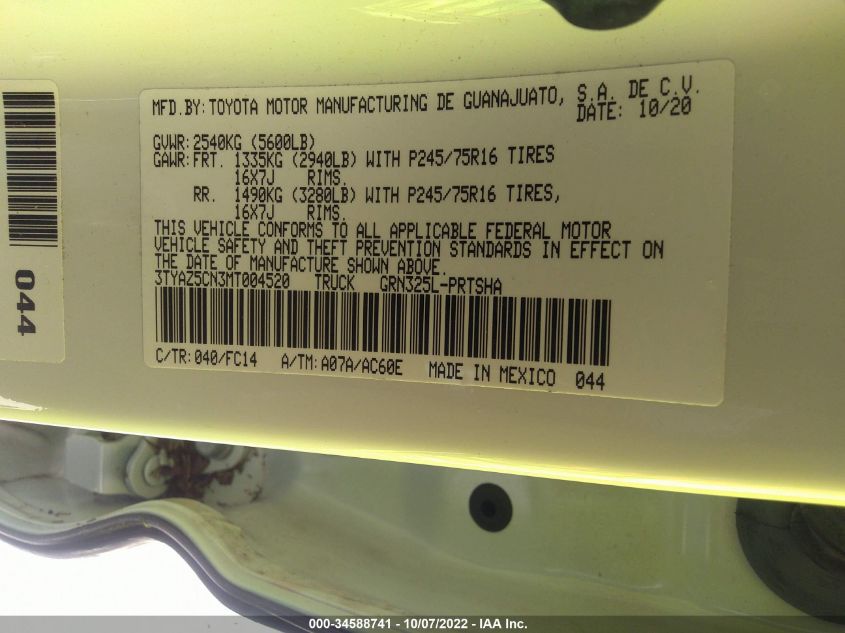 MFD.BY:TOYOTA MOTOR MANUFACTURING DE GUANAJUATO, S.A. DE C.V.
DATE: 10/20
GVWR:2540KG (5600LB)
GAWR:FRT. 1335KG (2940LB) WITH P245/75R16 TIRES
16X7J RIMS.
RR. 1490KG (3280LB) WITH P245/75R16 TIRES,
16X7J RIMS.
THIS VEHICLE CONFORMS TO ALL APPLICABLE FEDERAL MOTOR
VEHICLE SAFETY AND THEFT PREVENTION STANDARDS IN EFFECT ON
THE DATE OF MANUFACTURE SHOWN ABOVE.
3TYAZ5CN3MT004520 TRUCK GRN325L-PRTSHA
C/TR:040/FC14 A/TM:A07A/AC60E MADE IN MEXICO 044
044
000-34588741 - 10/07/2022 - IAA Inc.